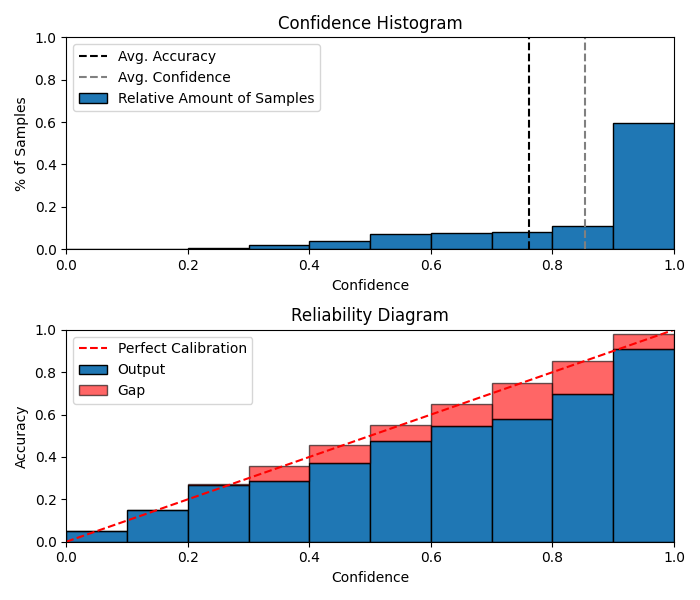 Confidence Histogram
1.0
0.8
0.6
0.4
0.2
0.0
% of Samples
Avg. Accuracy
Avg. Confidence
Relative Amount of Samples
0.0 0.2 0.4 0.6 0.8 1.0
Confidence
Reliability Diagram
1.0
0.8
0.6
0.4
0.2
0.0
Accuracy
Perfect Calibration
Output
Gap
0.0 0.2 0.4 0.6 0.8 1.0
Confidence